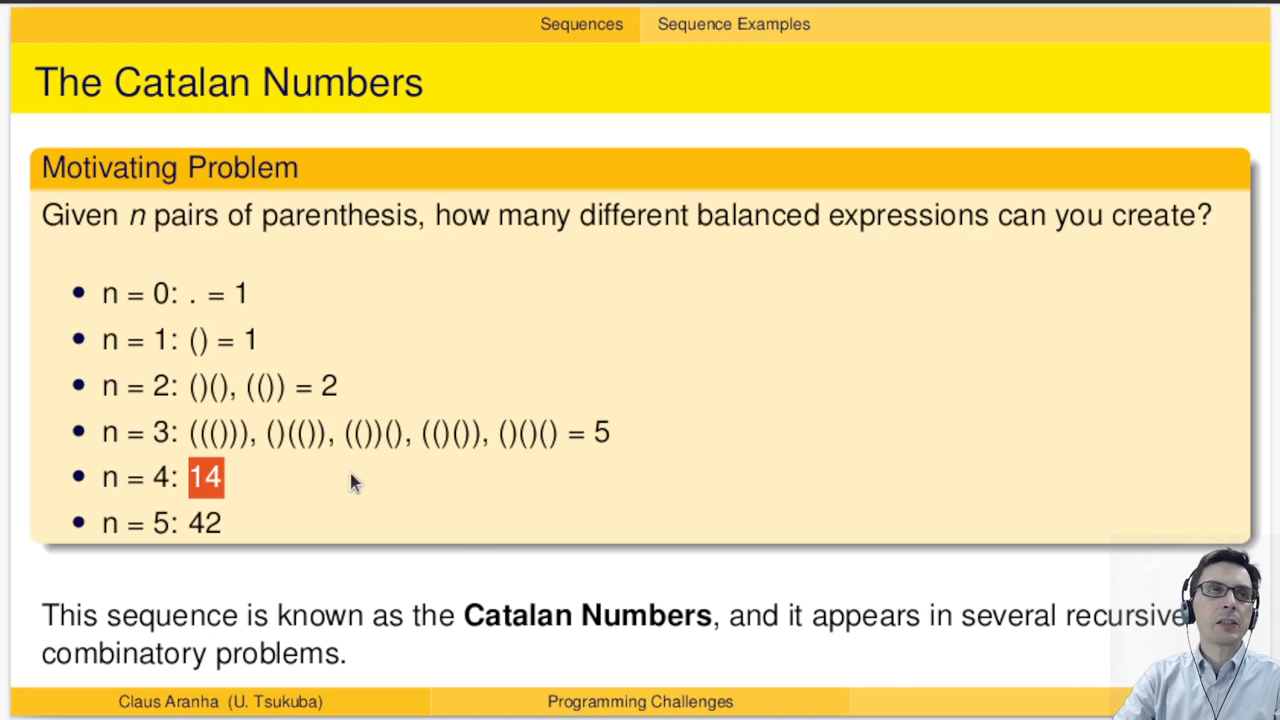 Sequences Sequence Examples
The Catalan Numbers
Motivating Problem
Given n pairs of parenthesis, how many different balanced expressions can you create?
• n = 0: . = 1
• n = 1: () = 1
• n = 2: ()(), (()) = 2
• n = 3: ((())), ()(()), (())(), (()()), ()()() = 5
• n = 4: 14
• n = 5: 42
This sequence is known as the Catalan Numbers, and it appears in several recursive
combinatory problems.
Claus Aranha (U. Tsukuba) Programming Challenges